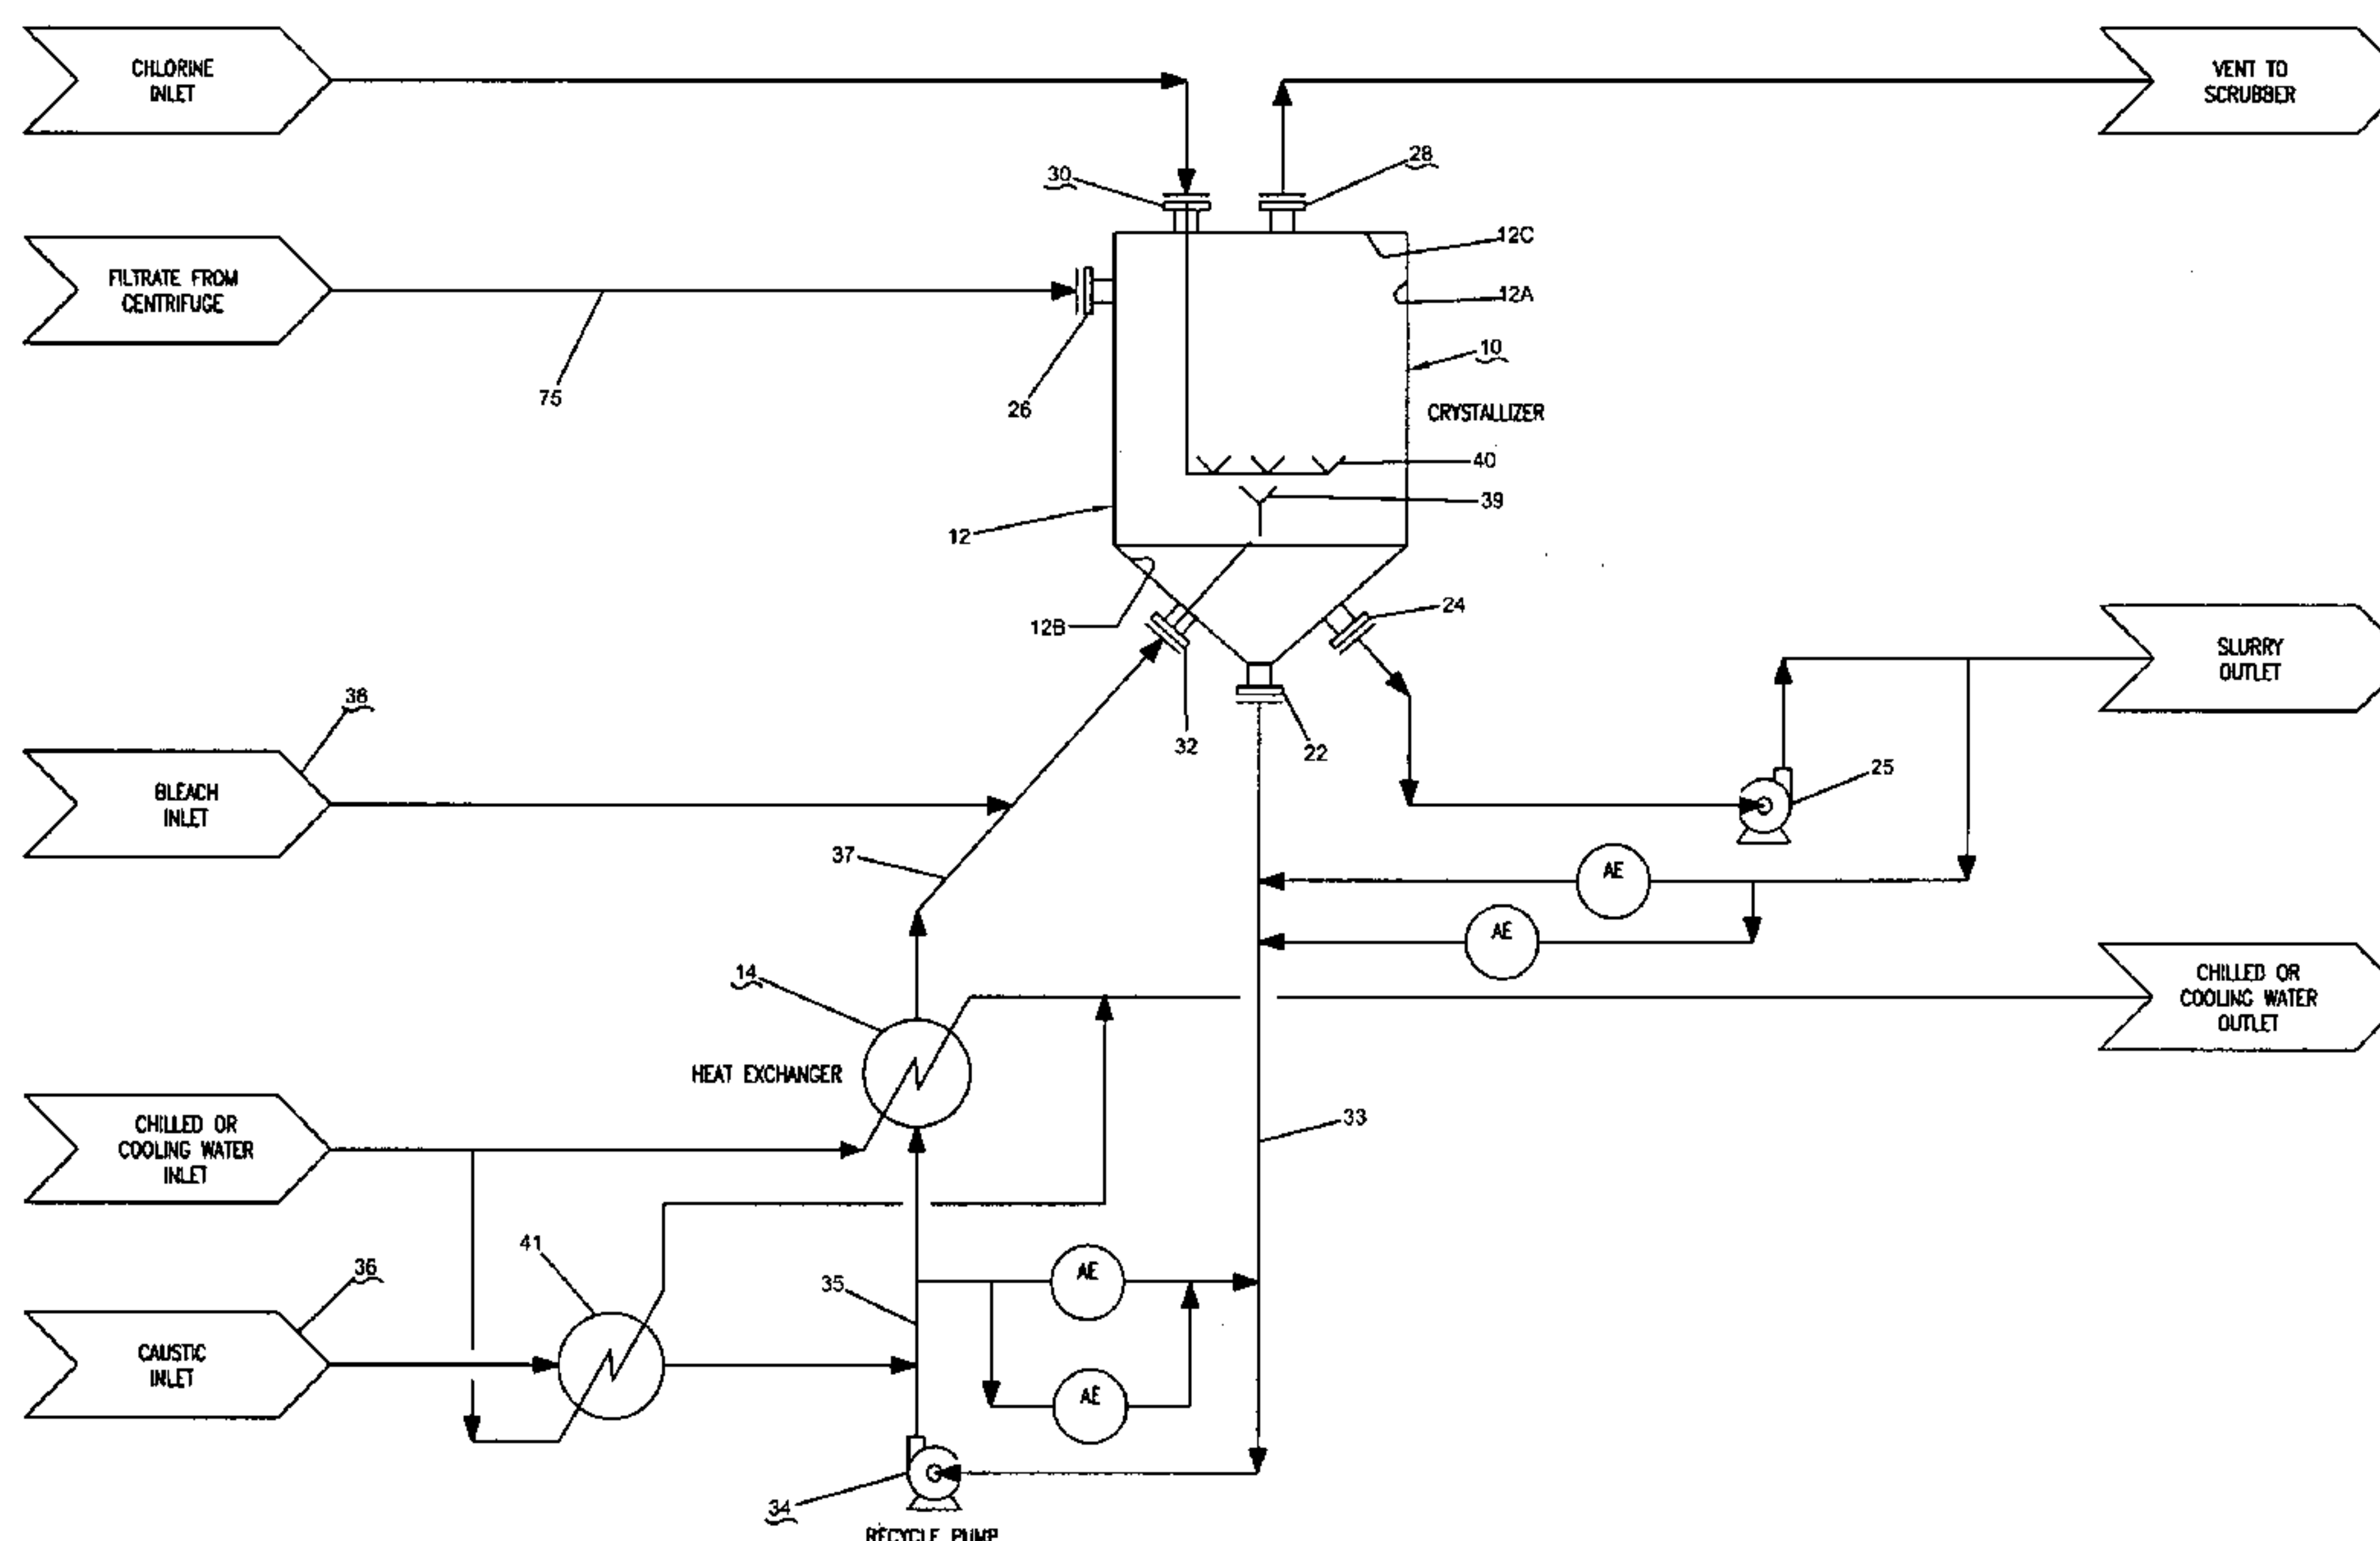 CHLORINE
INLET
VENT TO
SCRUBBER
30
28
12C
FILTRATE FROM
CENTRIFUGE
12A
10
75
26
CRYSTALLIZER
40
39
12
24
12B
SLURRY
OUTLET
38
32
22
25
BLEACH
INLET
37
AE
AE
14
CHILLED OR
COOLING WATER
OUTLET
HEAT EXCHANGER
33
CHILLED OR
COOLING WATER
INLET
41
36
35
AE
CAUSTIC
INLET
AE
34
RECYCLE PUMP